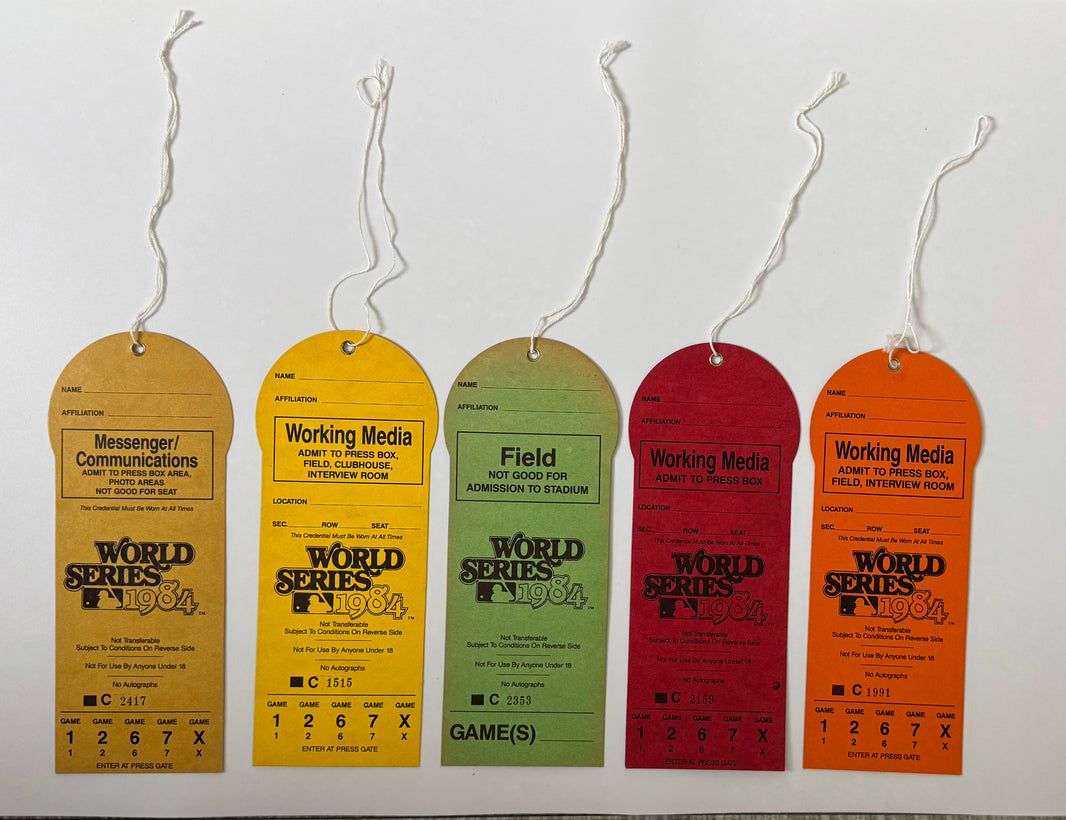 NAME
AFFILIATION
Messenger/
Communications
ADMIT TO PRESS BOX AREA,
PHOTO AREAS
NOT GOOD FOR SEAT
This Credential Must Be Worn At All Times
WORLD
SERIES
1984 ™
Not Transferable
Subject To Conditions On Reverse Side
Not For Use By Anyone Under 18
No Autographs
C 2417
GAME GAME GAME GAME GAME
1 2 6 7 X
1 2 6 7 X
ENTER AT PRESS GATE
NAME
AFFILIATION
Working Media
ADMIT TO PRESS BOX,
FIELD, CLUBHOUSE,
INTERVIEW ROOM
LOCATION
SEC. ROW SEAT
This Credential Must Be Worn At All Times
WORLD
SERIES
1984 ™
Not Transferable
Subject To Conditions On Reverse Side
Not For Use By Anyone Under 18
No Autographs
C 1515
GAME GAME GAME GAME GAME
1 2 6 7 X
1 2 6 7 X
ENTER AT PRESS GATE
NAME
AFFILIATION
Field
NOT GOOD FOR
ADMISSION TO STADIUM
WORLD
SERIES
1984 ™
Not Transferable
Subject To Conditions On Reverse Side
Not For Use By Anyone Under 18
No Autographs
C 2353
GAME(S)
NAME
AFFILIATION
Working Media
ADMIT TO PRESS BOX
LOCATION
SEC. ROW SEAT
This Credential Must Be Worn At All Times
WORLD
SERIES
1984 ™
Not Transferable
Subject To Conditions On Reverse Side
Not For Use By Anyone Under 18
No Autographs
C 2159
GAME GAME GAME GAME GAME
1 2 6 7 X
1 2 6 7 X
ENTER AT PRESS GATE
NAME
AFFILIATION
Working Media
ADMIT TO PRESS BOX,
FIELD, INTERVIEW ROOM
LOCATION
SEC. ROW SEAT
This Credential Must Be Worn At All Times
WORLD
SERIES
1984 ™
Not Transferable
Subject To Conditions On Reverse Side
Not For Use By Anyone Under 18
No Autographs
C 1991
GAME GAME GAME GAME GAME
1 2 6 7 X
1 2 6 7 X
ENTER AT PRESS GATE